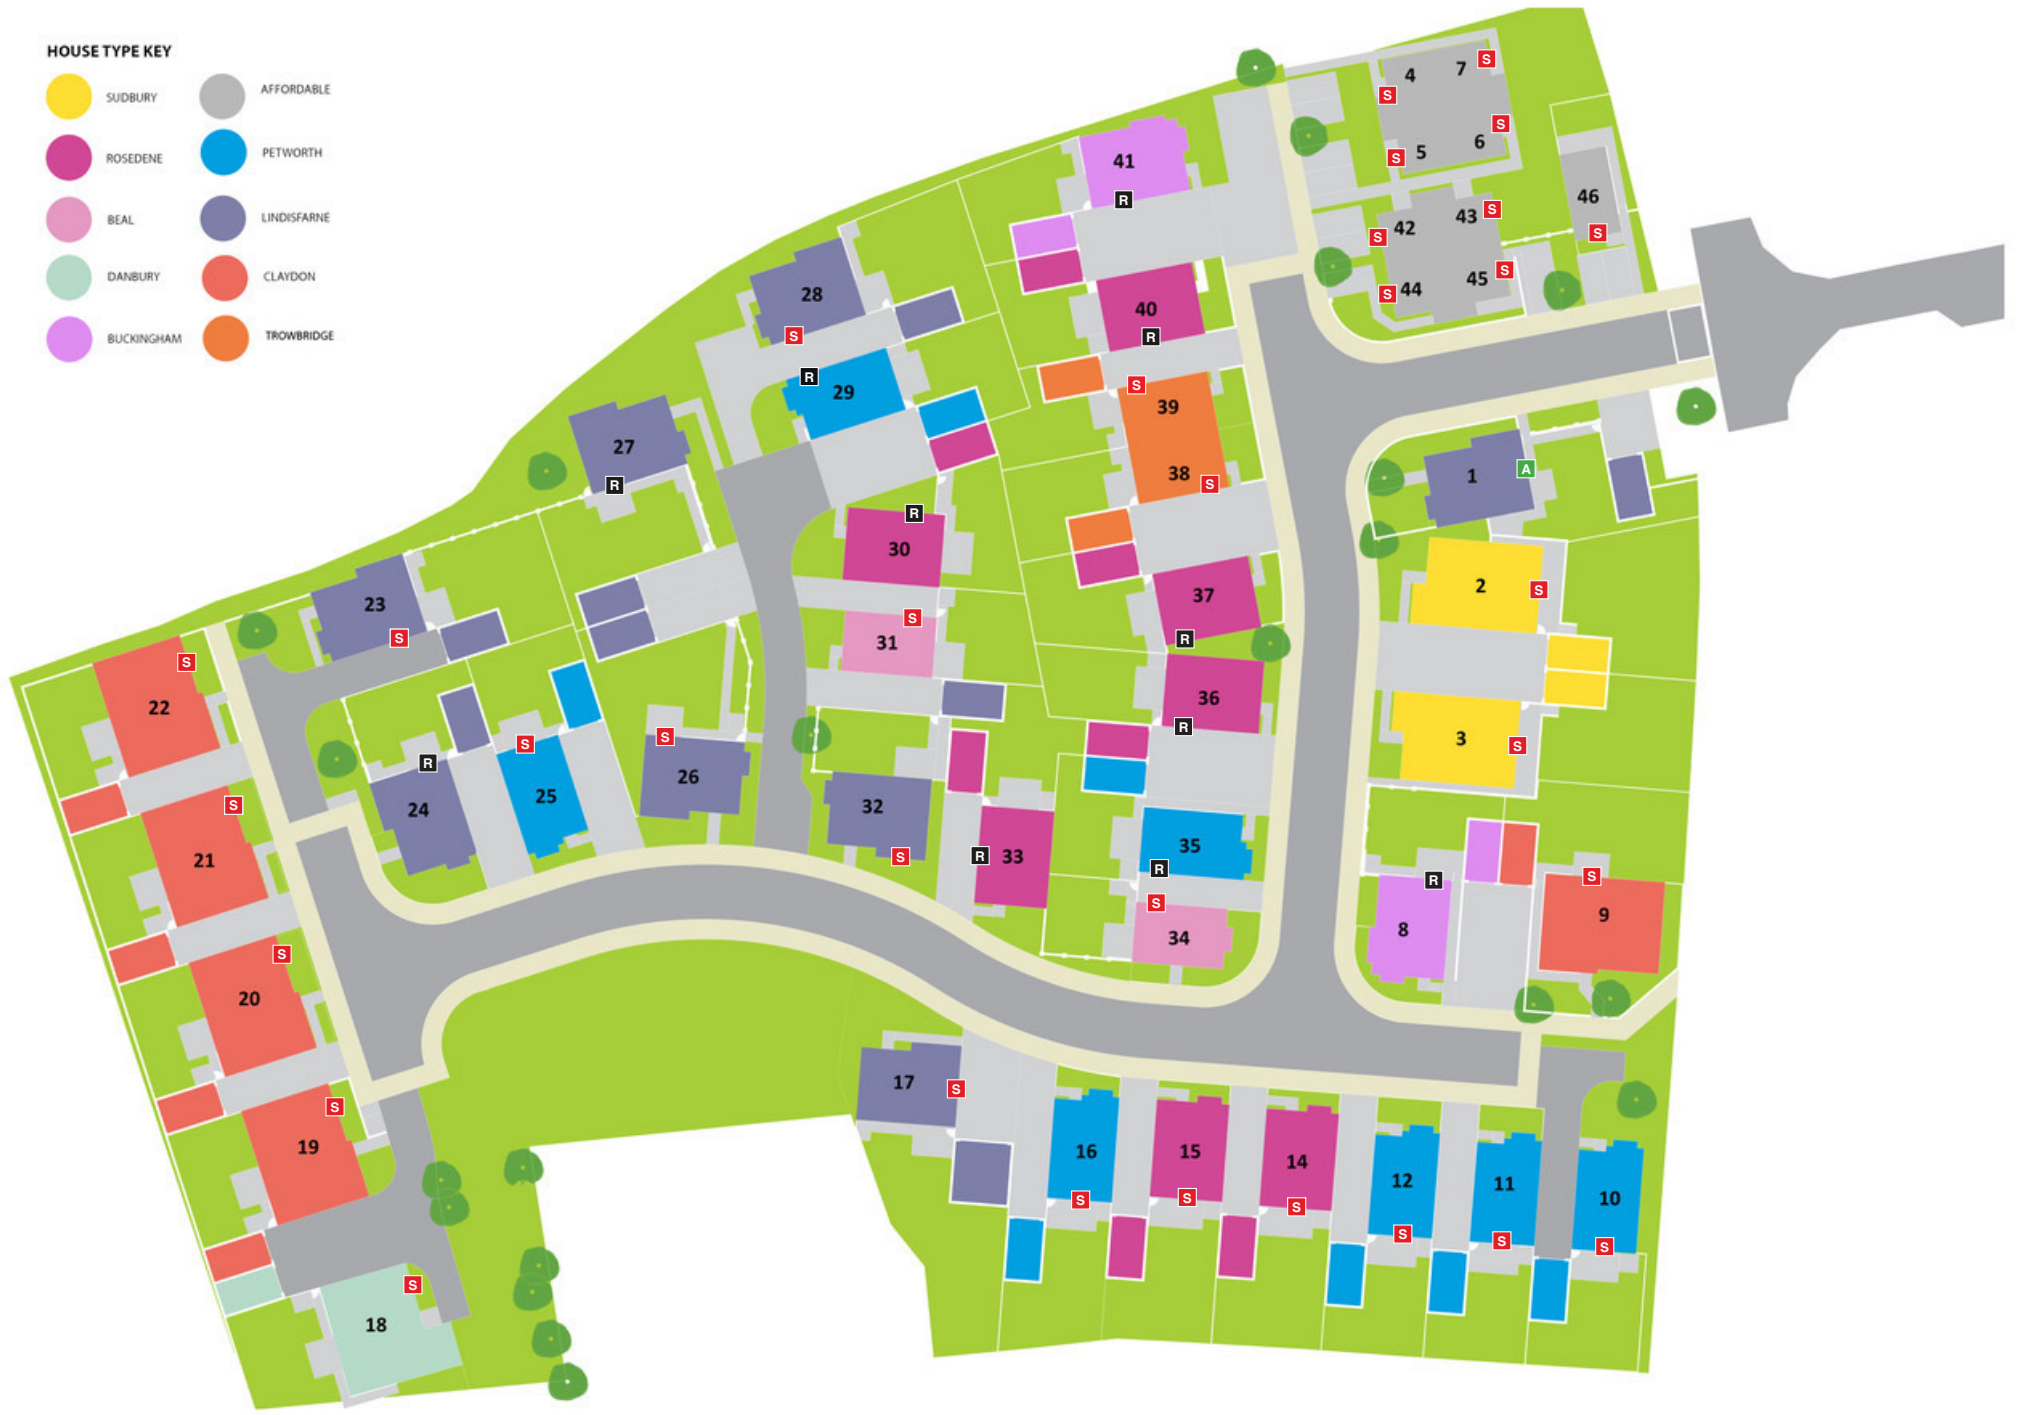 HOUSE TYPE KEY
SUDBURY
AFFORDABLE
ROSEDENE
PETWORTH
BEAL
LINDISFARNE
DANBURY
CLAYDON
BUCKINGHAM
TROWBRIDGE
4 S
7 S
5 S
6 S
46 S
42 S
43 S
44 S
45 S
41 R
40 R
39 S
38 S
37 R
36 R
35 R
34 S
28 S
29 R
27 R
30 R
31 S
1 A
2 S
3 S
8 R
9 S
23 S
22 S
24 R
25 S
26 S
32 S
33 R
21 S
20 S
19 S
18 S
17 S
16 S
15 S
14 S
12 S
11 S
10 S